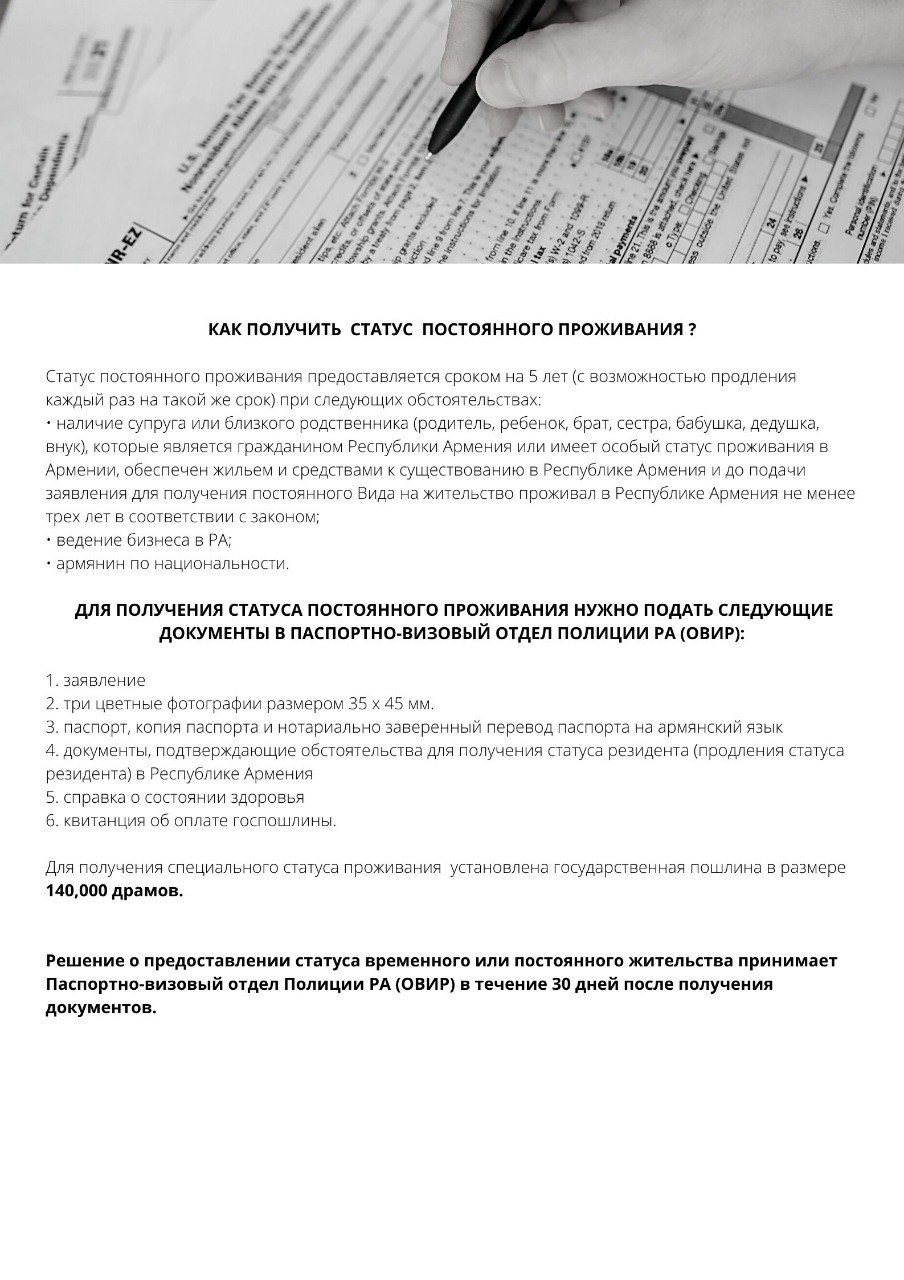 U.S. Income Tax
NR-EZ
КАК ПОЛУЧИТЬ СТАТУС ПОСТОЯННОГО ПРОЖИВАНИЯ ?
Статус постоянного проживания предоставляется сроком на 5 лет (с возможностью продления
каждый раз на такой же срок) при следующих обстоятельствах:
• наличие супруга или близкого родственника (родитель, ребенок, брат, сестра, бабушка, дедушка,
внук), которые является гражданином Республики Армения или имеет особый статус проживания в
Армении, обеспечен жильем и средствами к существованию в Республике Армения и до подачи
заявления для получения постоянного Вида на жительство проживал в Республике Армения не менее
трех лет в соответствии с законом;
• ведение бизнеса в РА;
• армянин по национальности.
ДЛЯ ПОЛУЧЕНИЯ СТАТУСА ПОСТОЯННОГО ПРОЖИВАНИЯ НУЖНО ПОДАТЬ СЛЕДУЮЩИЕ
ДОКУМЕНТЫ В ПАСПОРТНО-ВИЗОВЫЙ ОТДЕЛ ПОЛИЦИИ РА (ОВИР):
1. заявление
2. три цветные фотографии размером 35 х 45 мм.
3. паспорт, копия паспорта и нотариально заверенный перевод паспорта на армянский язык
4. документы, подтверждающие обстоятельства для получения статуса резидента (продления статуса
резидента) в Республике Армения
5. справка о состоянии здоровья
6. квитанция об оплате госпошлины.
Для получения специального статуса проживания установлена государственная пошлина в размере
140,000 драмов.
Решение о предоставлении статуса временного или постоянного жительства принимает
Паспортно-визовый отдел Полиции РА (ОВИР) в течение 30 дней после получения
документов.